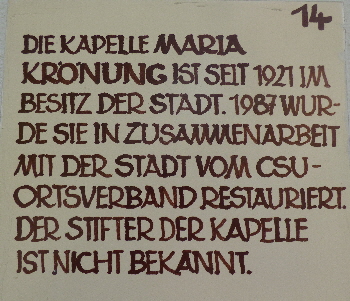 14
DIE KAPELLE MARIA
KRÖNUNG IST SEIT 1921 IM
BESITZ DER STADT. 1987 WUR-
DE SIE IN ZUSAMMENARBEIT
MIT DER STADT VOM CSU-
ORTSVERBAND RESTAURIERT.
DER STIFTER DER KAPELLE
IST NICHT BEKANNT.